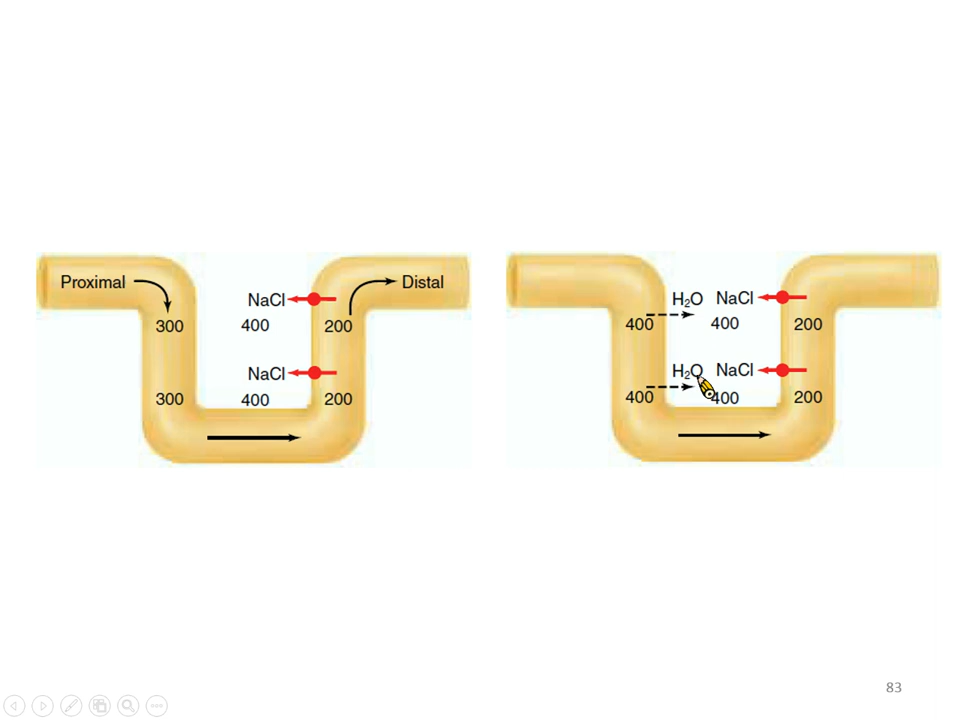 Proximal
Distal
NaCl
300 400 200
NaCl
300 400 200
H₂O NaCl
400 400 200
H₂O NaCl
400 400 200
83